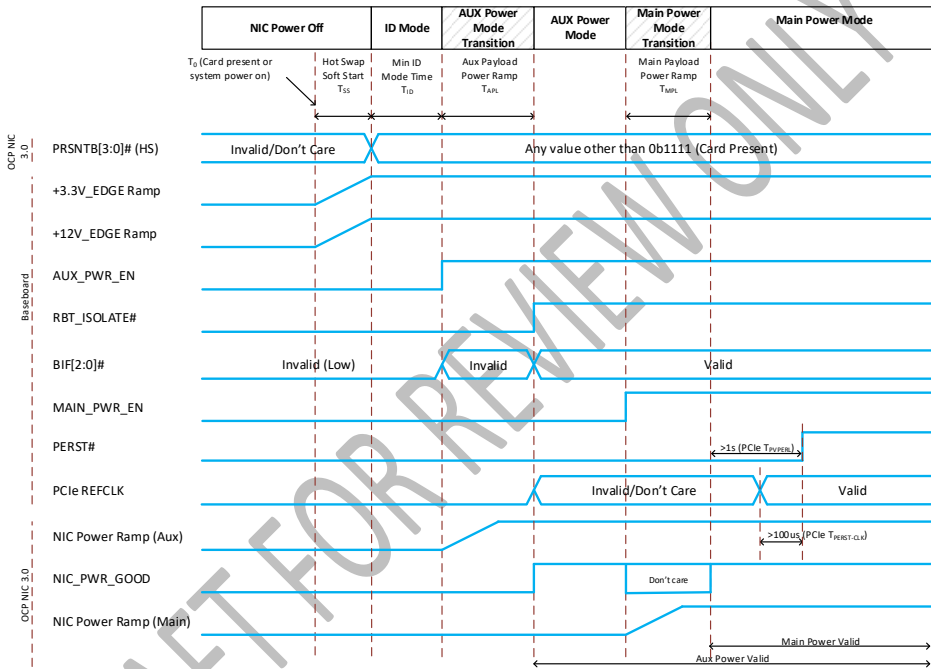 NIC Power Off
ID Mode
AUX Power
Mode
Transition
AUX Power
Mode
Main Power
Mode
Transition
Main Power Mode
T0 (Card present or
system power on)
Hot Swap
Soft Start
TSS
Min ID
Mode Time
TID
Aux Payload
Power Ramp
TAPL
Main Payload
Power Ramp
TMPL
OCP NIC
3.0
PRSNTB[3:0]# (HS)
Invalid/Don't Care
Any value other than 0b1111 (Card Present)
Baseboard
+3.3V_EDGE Ramp
+12V_EDGE Ramp
AUX_PWR_EN
RBT_ISOLATE#
BIF[2:0]#
Invalid (Low)
Invalid
Valid
MAIN_PWR_EN
PERST#
>1s (PCIe TPVPERL)
PCIe REFCLK
Invalid/Don't Care
Valid
OCP NIC 3.0
NIC Power Ramp (Aux)
>100us (PCIe TPERST-CLK)
NIC_PWR_GOOD
Don't care
NIC Power Ramp (Main)
Main Power Valid
Aux Power Valid
AFT FOR REVIEW ONLY